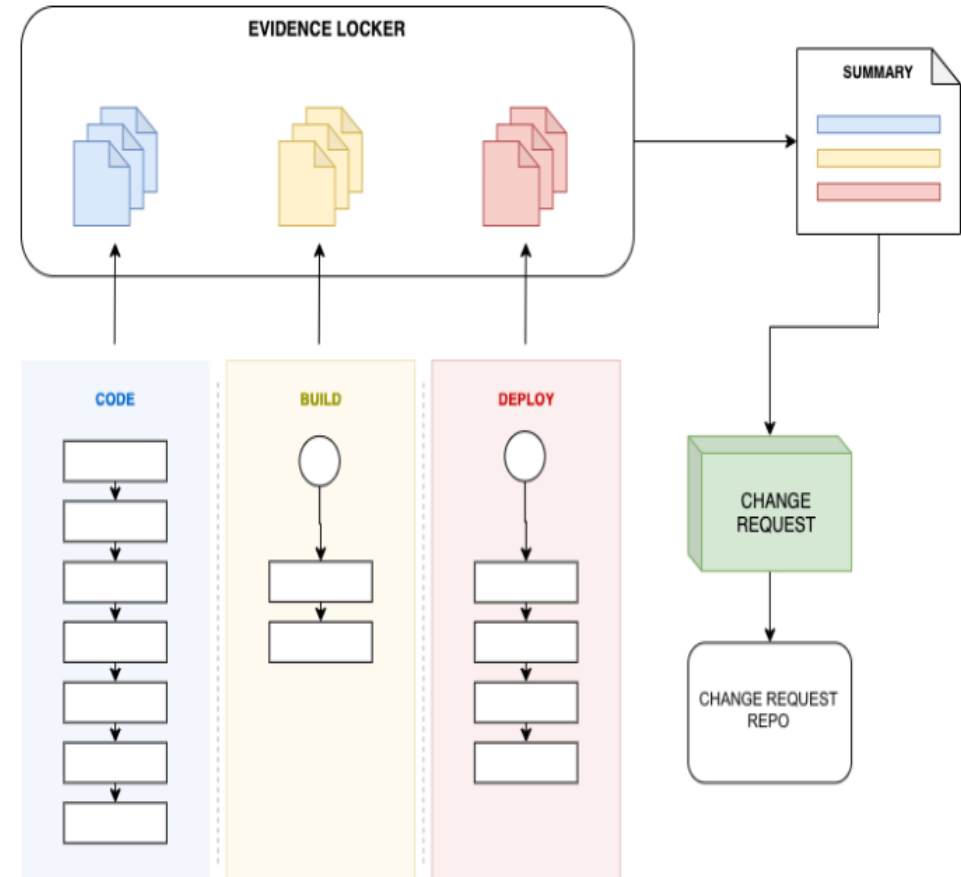 EVIDENCE LOCKER
SUMMARY
CODE
BUILD
DEPLOY
CHANGE
REQUEST
CHANGE REQUEST
REPO